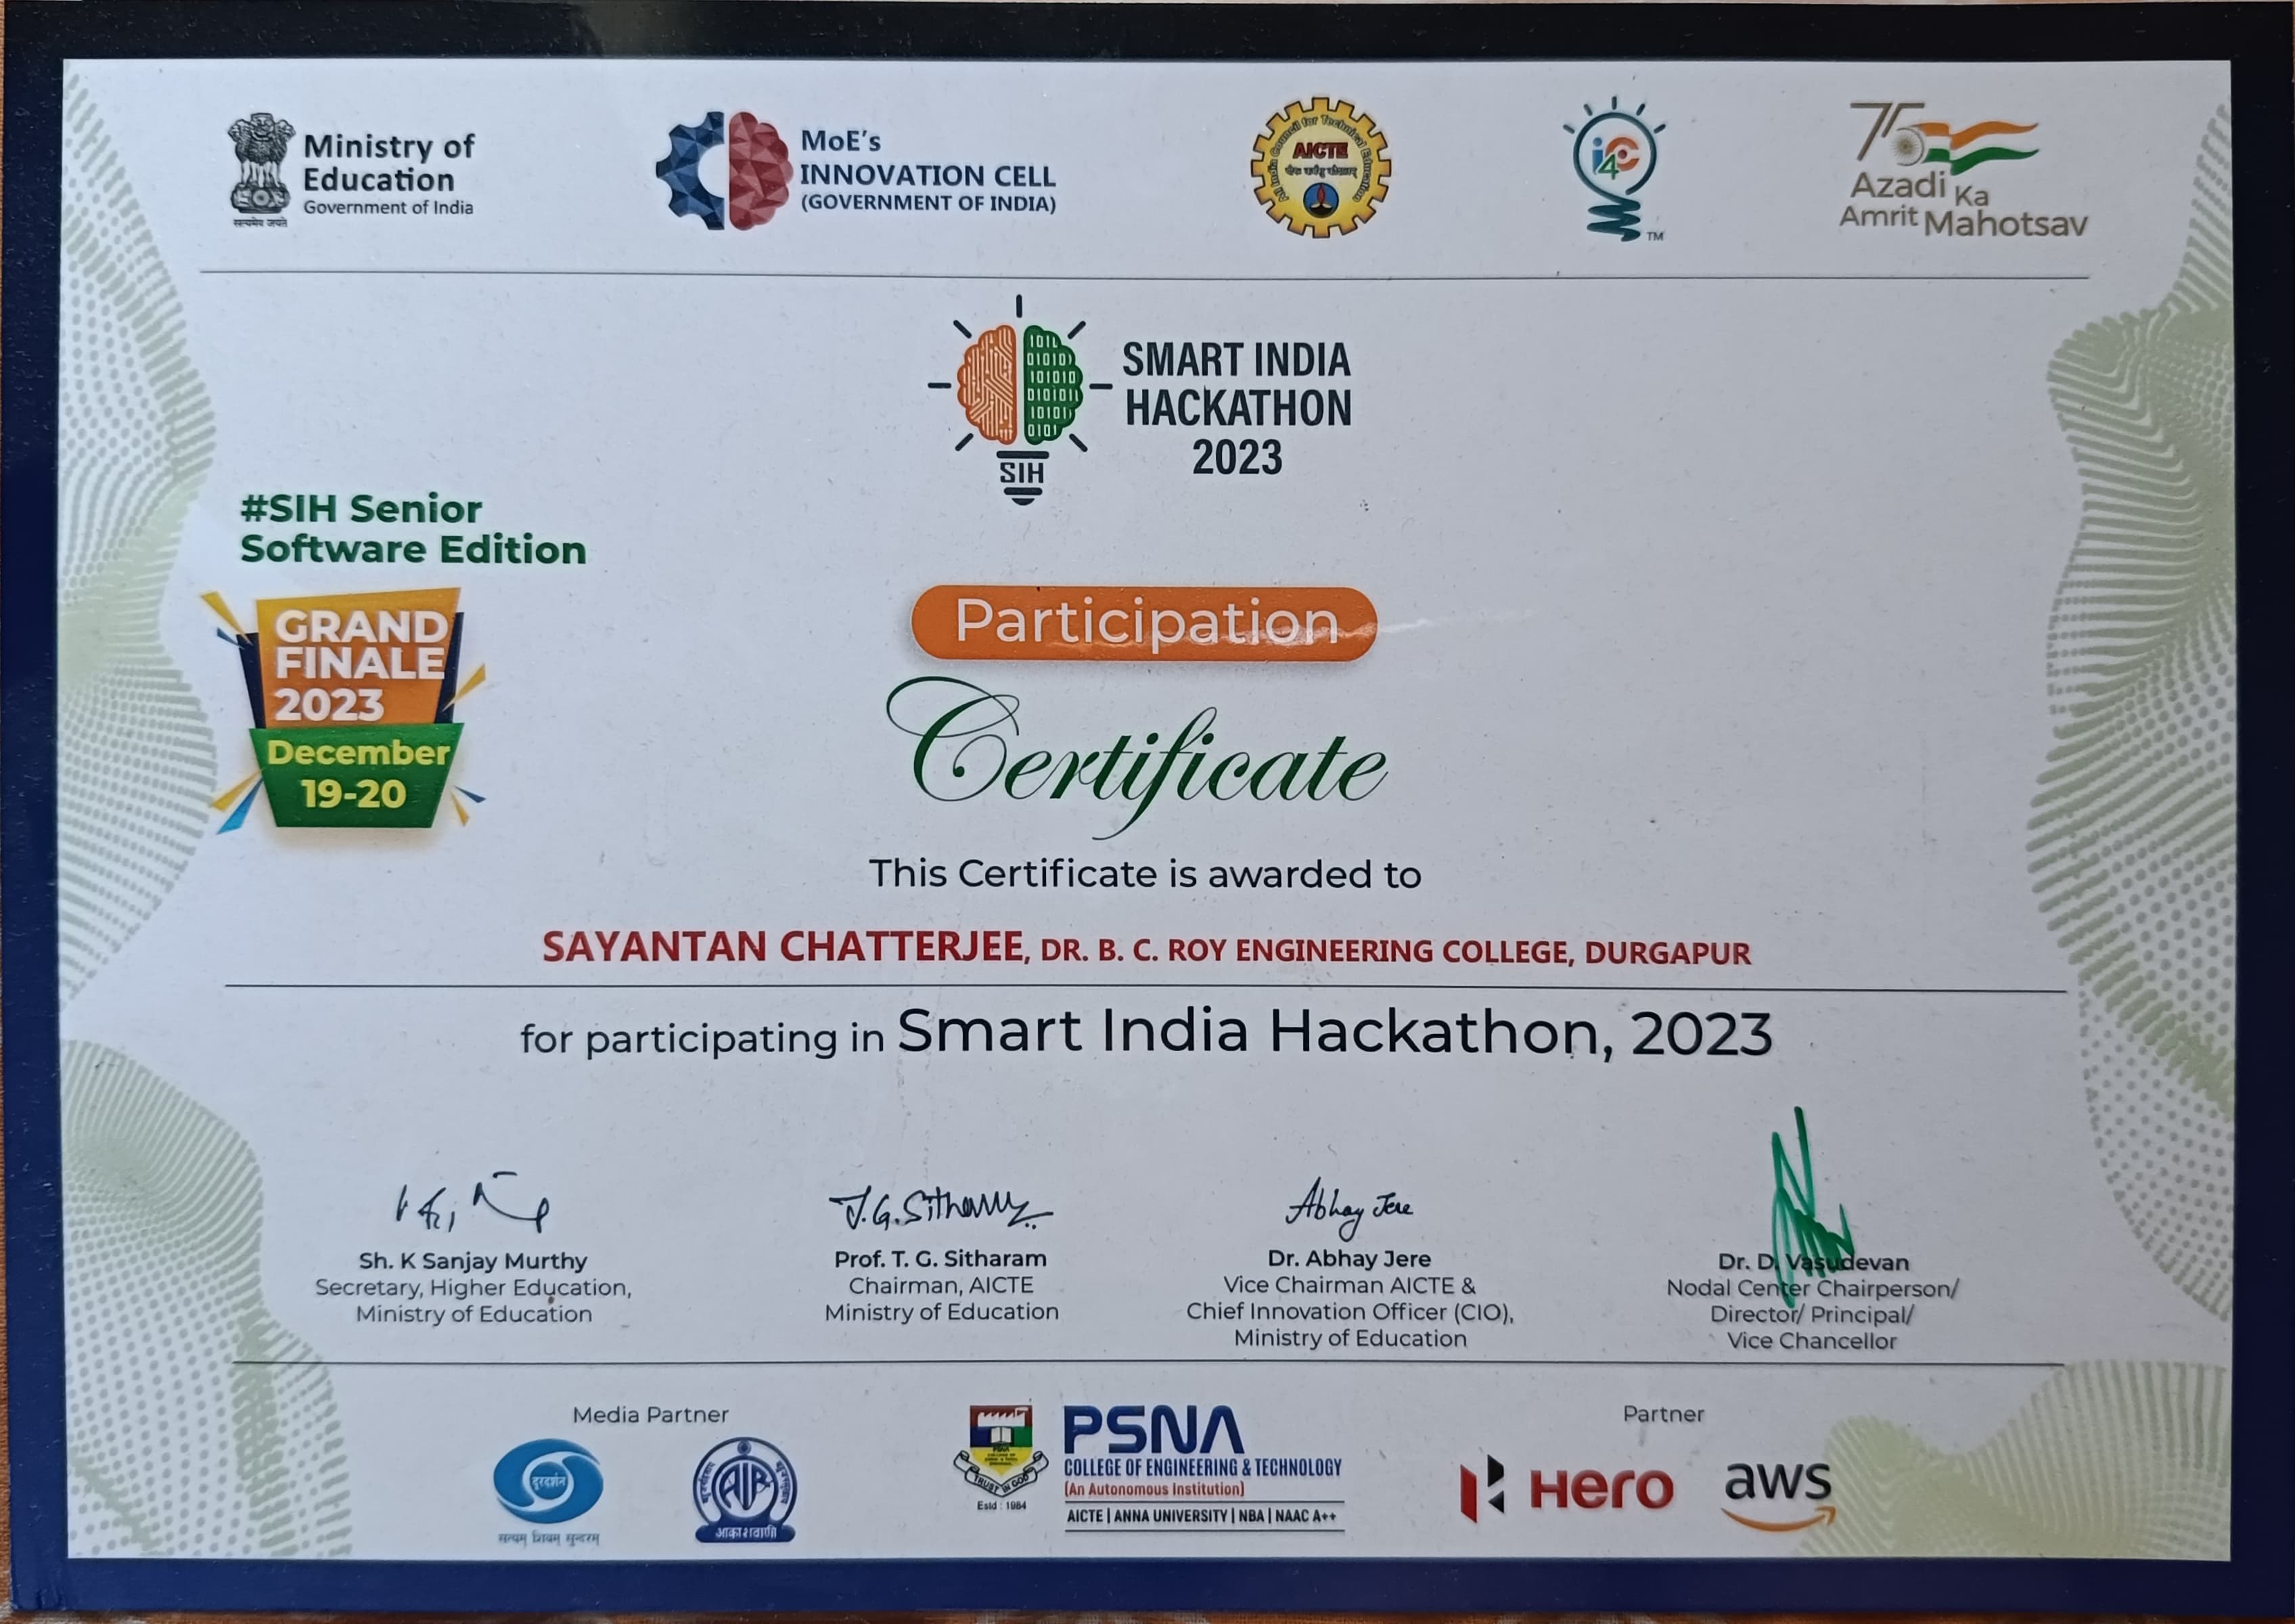 Ministry of
Education
Government of India
सत्यमेव जयते
MoE's
INNOVATION CELL
(GOVERNMENT OF INDIA)
All India Council for Technical Education
AICTE
i4C
TM
75
Azadi Ka
Amrit Mahotsav
SMART INDIA
HACKATHON
2023
SIH
#SIH Senior
Software Edition
GRAND
FINALE
2023
December
19-20
Participation
Certificate
This Certificate is awarded to
SAYANTAN CHATTERJEE, DR. B. C. ROY ENGINEERING COLLEGE, DURGAPUR
for participating in Smart India Hackathon, 2023
J.G.Sitharam
Abhay Jere
Sh. K Sanjay Murthy
Secretary, Higher Education,
Ministry of Education
Prof. T. G. Sitharam
Chairman, AICTE
Ministry of Education
Dr. Abhay Jere
Vice Chairman AICTE &
Chief Innovation Officer (CIO),
Ministry of Education
Dr. D. Vasudevan
Nodal Center Chairperson/
Director/ Principal/
Vice Chancellor
Media Partner
दूरदर्शन
सत्यम् शिवम् सुन्दरम्
AIR
आकाशवाणी
TRUST IN GOD
Estd : 1984
PSNA
COLLEGE OF ENGINEERING & TECHNOLOGY
(An Autonomous Institution)
AICTE | ANNA UNIVERSITY | NBA | NAAC A++
Partner
Hero
aws